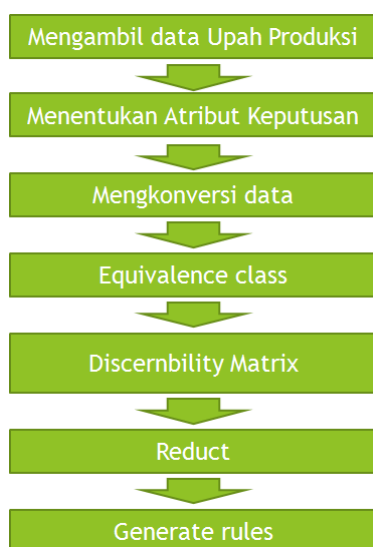 Mengambil data Upah Produksi
Menentukan Atribut Keputusan
Mengkonversi data
Equivalence class
Discernbility Matrix
Reduct
Generate rules